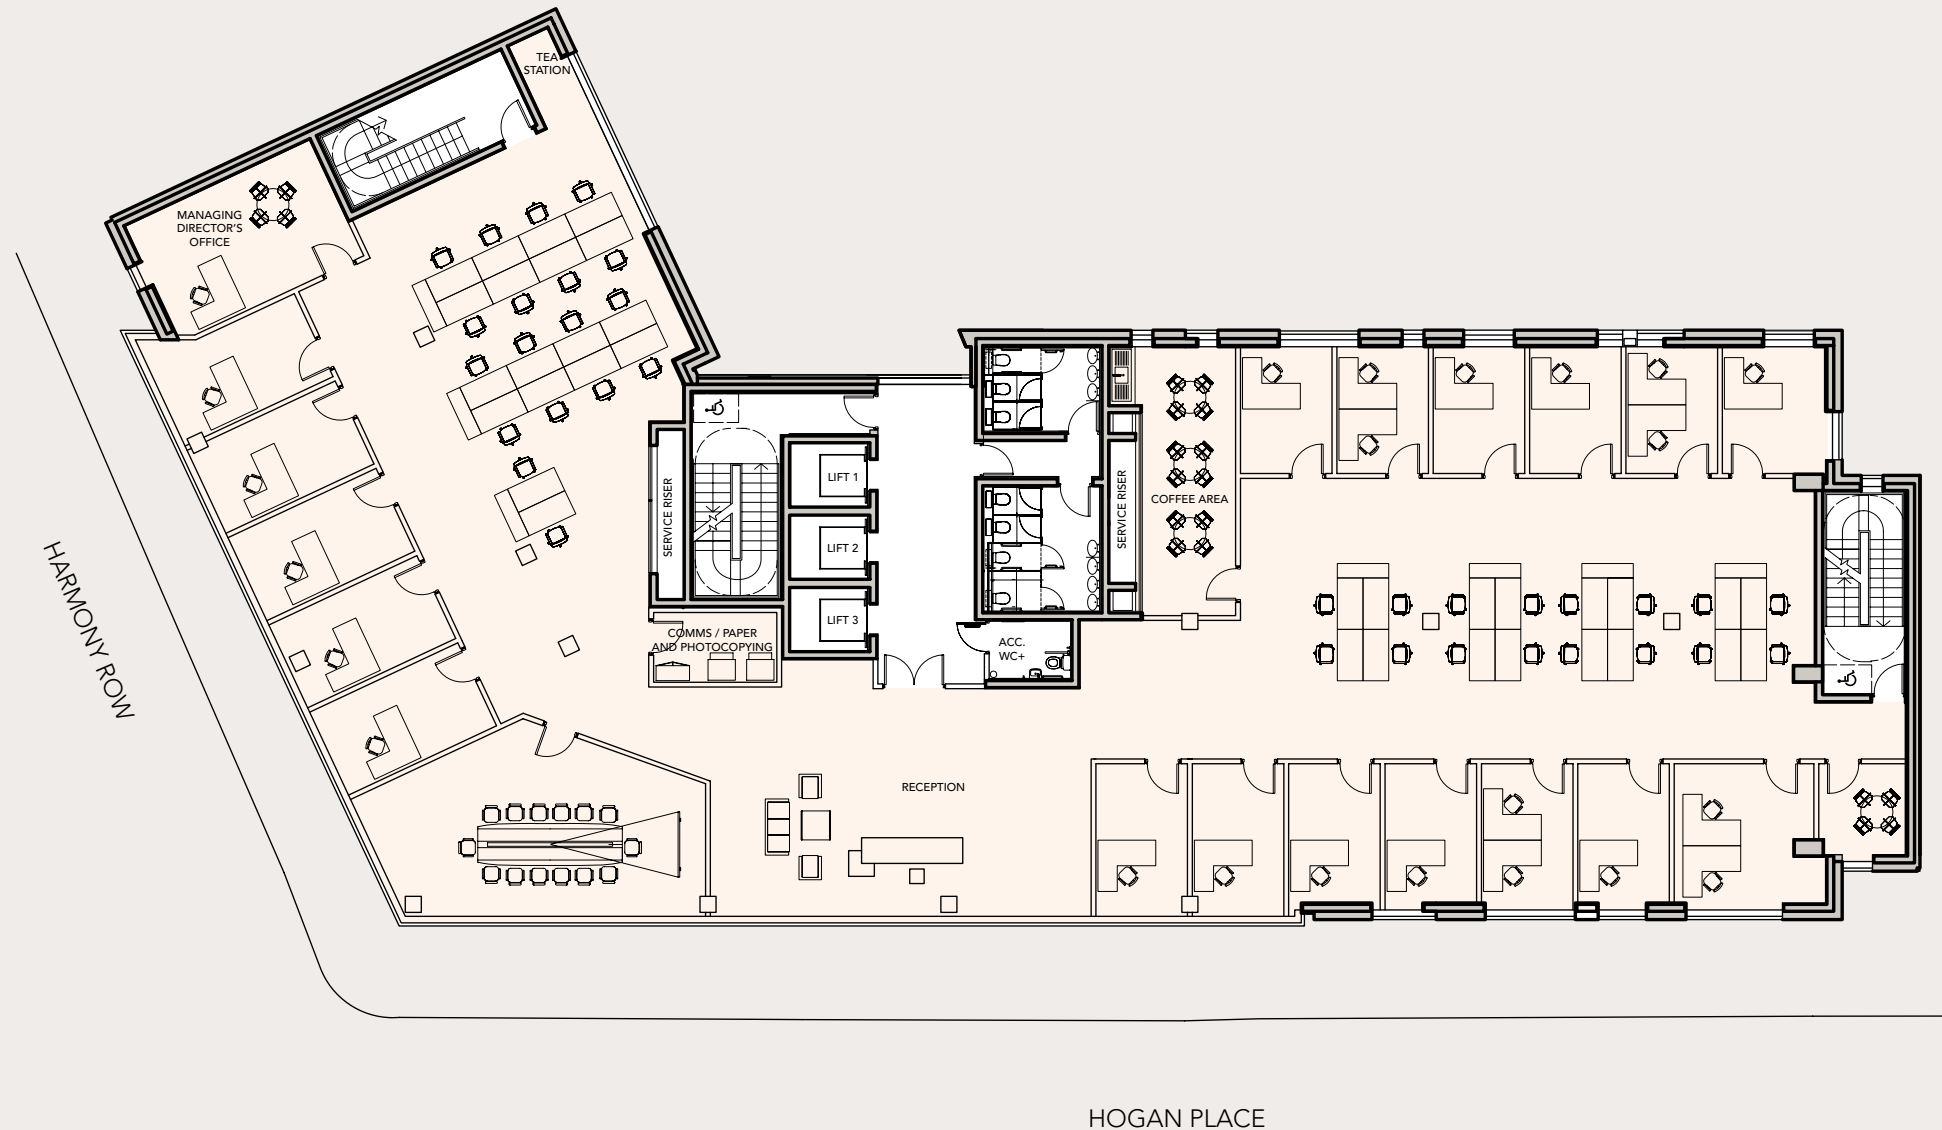 TEA
STATION
MANAGING
DIRECTOR'S
OFFICE
SERVICE RISER
LIFT 1
LIFT 2
LIFT 3
SERVICE RISER
COFFEE AREA
COMMS / PAPER
AND PHOTOCOPYING
ACC.
WC+
RECEPTION
HARMONY ROW
HOGAN PLACE